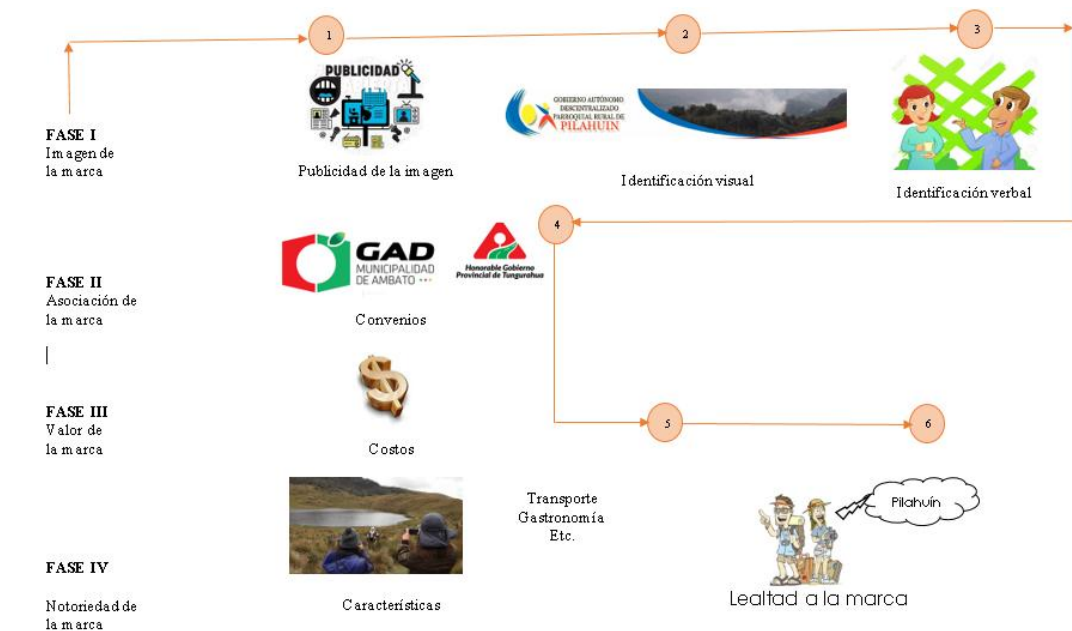 1
2
3
PUBLICIDAD
GOBIERNO AUTÓNOMO
DESCENTRALIZADO
PARROQUIAL RURAL DE
PILAHUIN
FASE I
Imagen de
la marca
Publicidad de la imagen
Identificación visual
Identificación verbal
4
GAD
MUNICIPALIDAD
DE AMBATO
Honorable Gobierno
Provincial de Tungurahua
FASE II
Asociación de
la marca
Convenios
FASE III
Valor de
la marca
5
6
Costos
Transporte
Gastronomía
Etc.
Pilahuín
FASE IV
Notoriedad de
la marca
Características
Lealtad a la marca